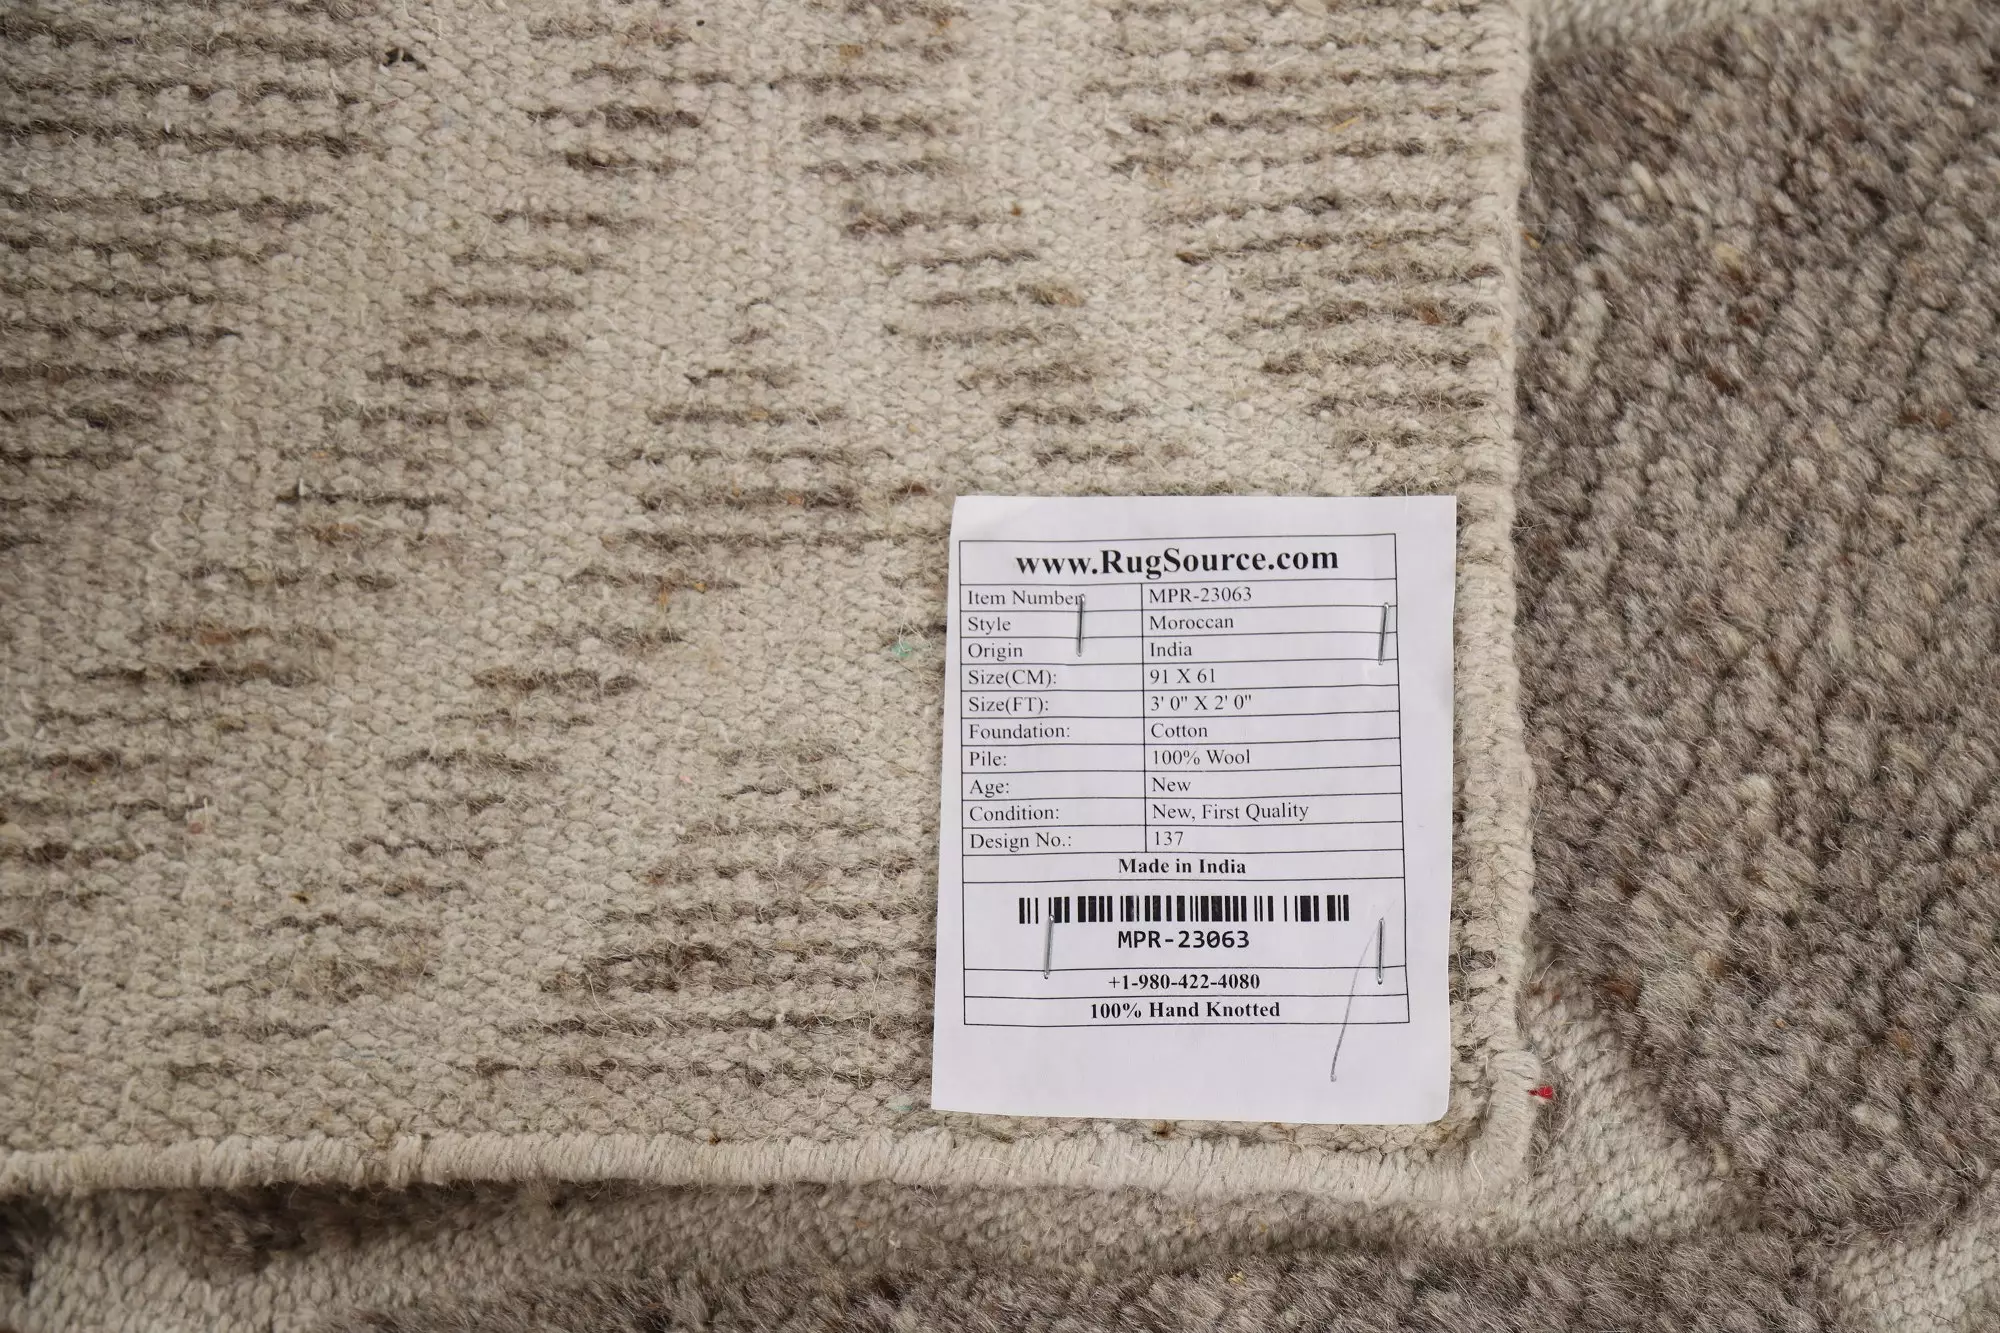 www.RugSource.com
Item Number MPR-23063
Style Moroccan
Origin India
Size(CM): 91 X 61
Size(FT): 3' 0" X 2' 0"
Foundation: Cotton
Pile: 100% Wool
Age: New
Condition: New, First Quality
Design No.: 137
Made in India
MPR-23063
+1-980-422-4080
100% Hand Knotted